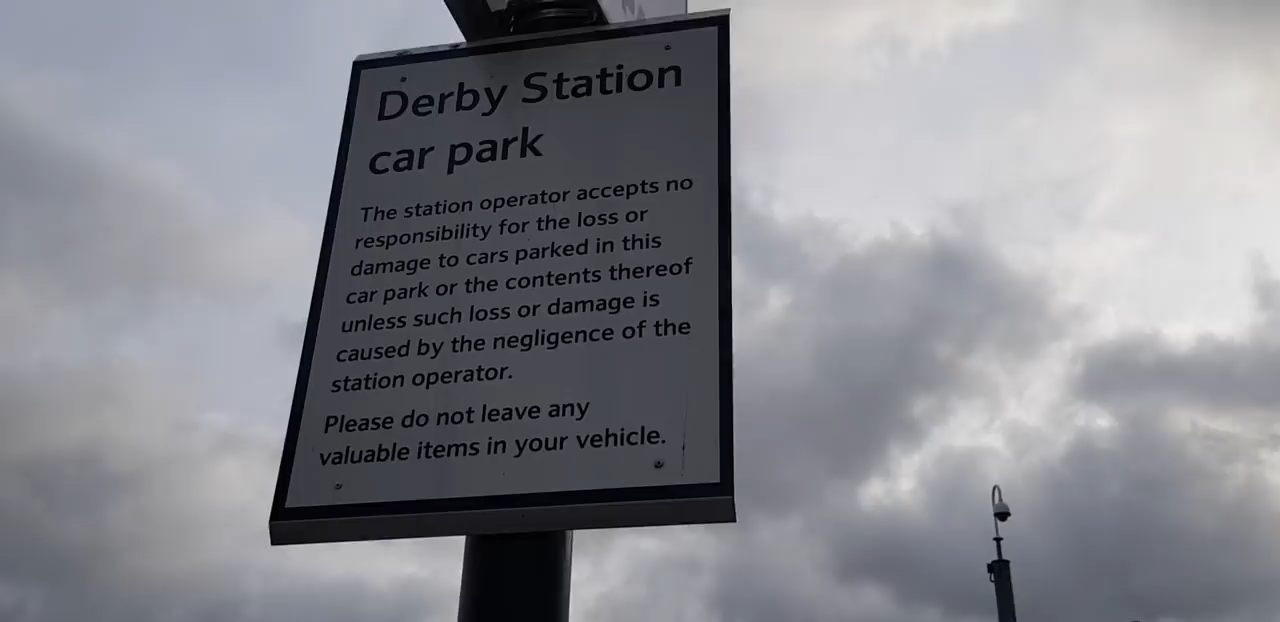 Derby Station
car park
The station operator accepts no
responsibility for the loss or
damage to cars parked in this
car park or the contents thereof
unless such loss or damage is
caused by the negligence of the
station operator.
Please do not leave any
valuable items in your vehicle.